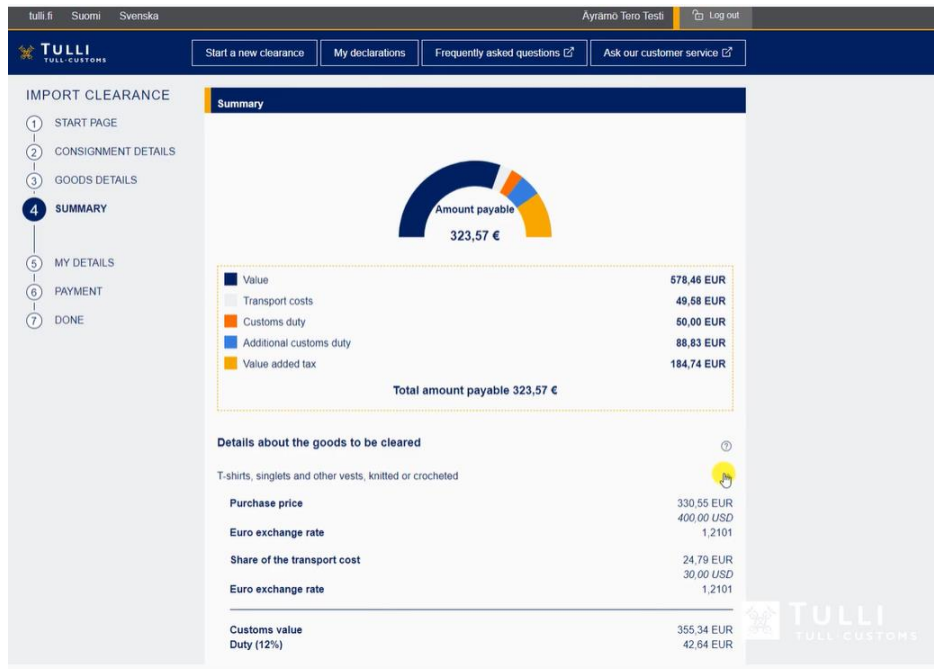 tulli.fi Suomi Svenska Äyrämö Tero Testi Log out
TULLI
TULL·CUSTOMS
Start a new clearance My declarations Frequently asked questions Ask our customer service
IMPORT CLEARANCE
1 START PAGE
2 CONSIGNMENT DETAILS
3 GOODS DETAILS
4 SUMMARY
5 MY DETAILS
6 PAYMENT
7 DONE
Summary
Amount payable
323,57 €
Value 578,46 EUR
Transport costs 49,58 EUR
Customs duty 50,00 EUR
Additional customs duty 88,83 EUR
Value added tax 184,74 EUR
Total amount payable 323,57 €
Details about the goods to be cleared ?
T-shirts, singlets and other vests, knitted or crocheted
Purchase price 330,55 EUR
400,00 USD
Euro exchange rate 1,2101
Share of the transport cost 24,79 EUR
30,00 USD
Euro exchange rate 1,2101
Customs value 355,34 EUR
Duty (12%) 42,64 EUR
TULLI
TULL·CUSTOMS